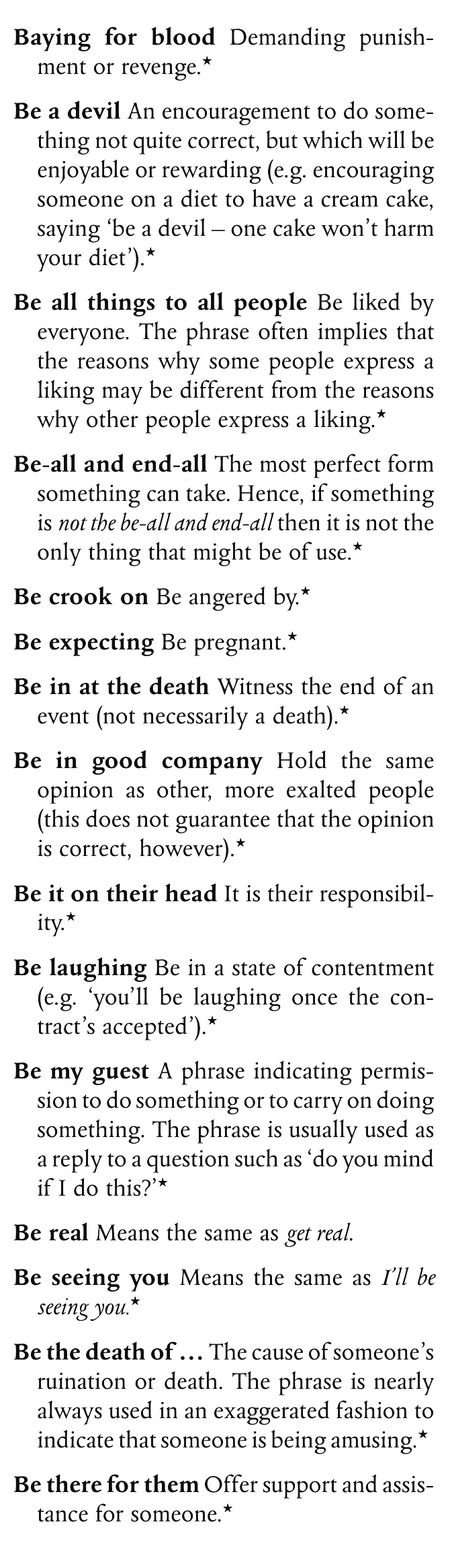 Baying for blood Demanding punish-
ment or revenge.★
Be a devil An encouragement to do some-
thing not quite correct, but which will be
enjoyable or rewarding (e.g. encouraging
someone on a diet to have a cream cake,
saying ‘be a devil – one cake won’t harm
your diet’).★
Be all things to all people Be liked by
everyone. The phrase often implies that
the reasons why some people express a
liking may be different from the reasons
why other people express a liking.★
Be-all and end-all The most perfect form
something can take. Hence, if something
is not the be-all and end-all then it is not the
only thing that might be of use.★
Be crook on Be angered by.★
Be expecting Be pregnant.★
Be in at the death Witness the end of an
event (not necessarily a death).★
Be in good company Hold the same
opinion as other, more exalted people
(this does not guarantee that the opinion
is correct, however).★
Be it on their head It is their responsibil-
ity.★
Be laughing Be in a state of contentment
(e.g. ‘you’ll be laughing once the con-
tract’s accepted’).★
Be my guest A phrase indicating permis-
sion to do something or to carry on doing
something. The phrase is usually used as
a reply to a question such as ‘do you mind
if I do this?’★
Be real Means the same as get real.
Be seeing you Means the same as I’ll be
seeing you.★
Be the death of … The cause of someone’s
ruination or death. The phrase is nearly
always used in an exaggerated fashion to
indicate that someone is being amusing.★
Be there for them Offer support and assis-
tance for someone.★